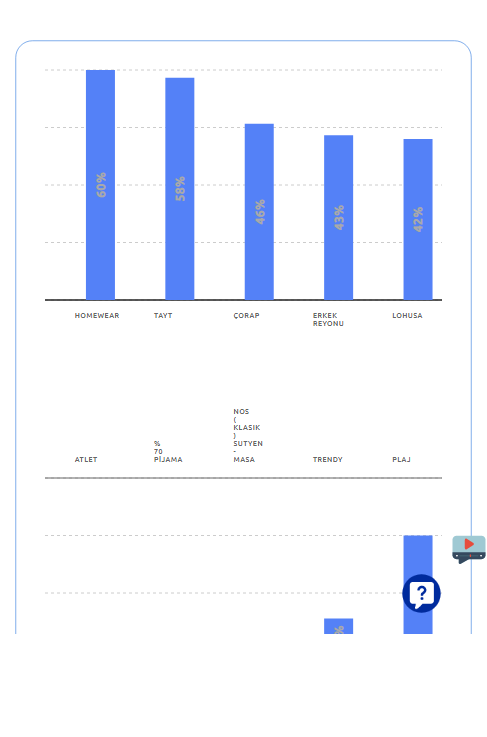 60%
58%
46%
43%
42%
HOMEWEAR
TAYT
ÇORAP
ERKEK
REYONU
LOHUSA
ATLET
%
70
PİJAMA
NOS
(
KLASIK
)
SUTYEN
-
MASA
TRENDY
PLAJ
%
?